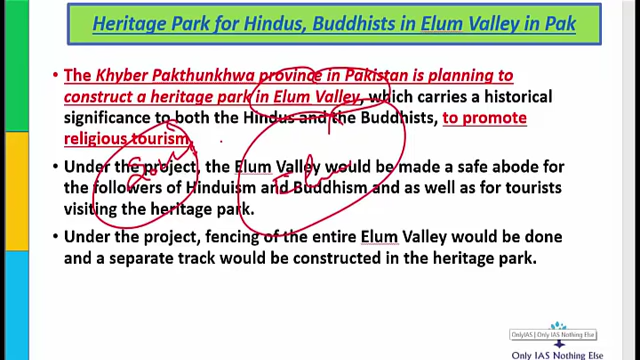 Heritage Park for Hindus, Buddhists in Elum Valley in Pak
The Khyber Pakthunkhwa province in Pakistan is planning to
construct a heritage park in Elum Valley, which carries a historical
significance to both the Hindus and the Buddhists, to promote
religious tourism.
Under the project, the Elum Valley would be made a safe abode for
the followers of Hinduism and Buddhism and as well as for tourists
visiting the heritage park.
Under the project, fencing of the entire Elum Valley would be done
and a separate track would be constructed in the heritage park.
OnlyIAS | Only IAS Nothing Else
Only IAS Nothing Else